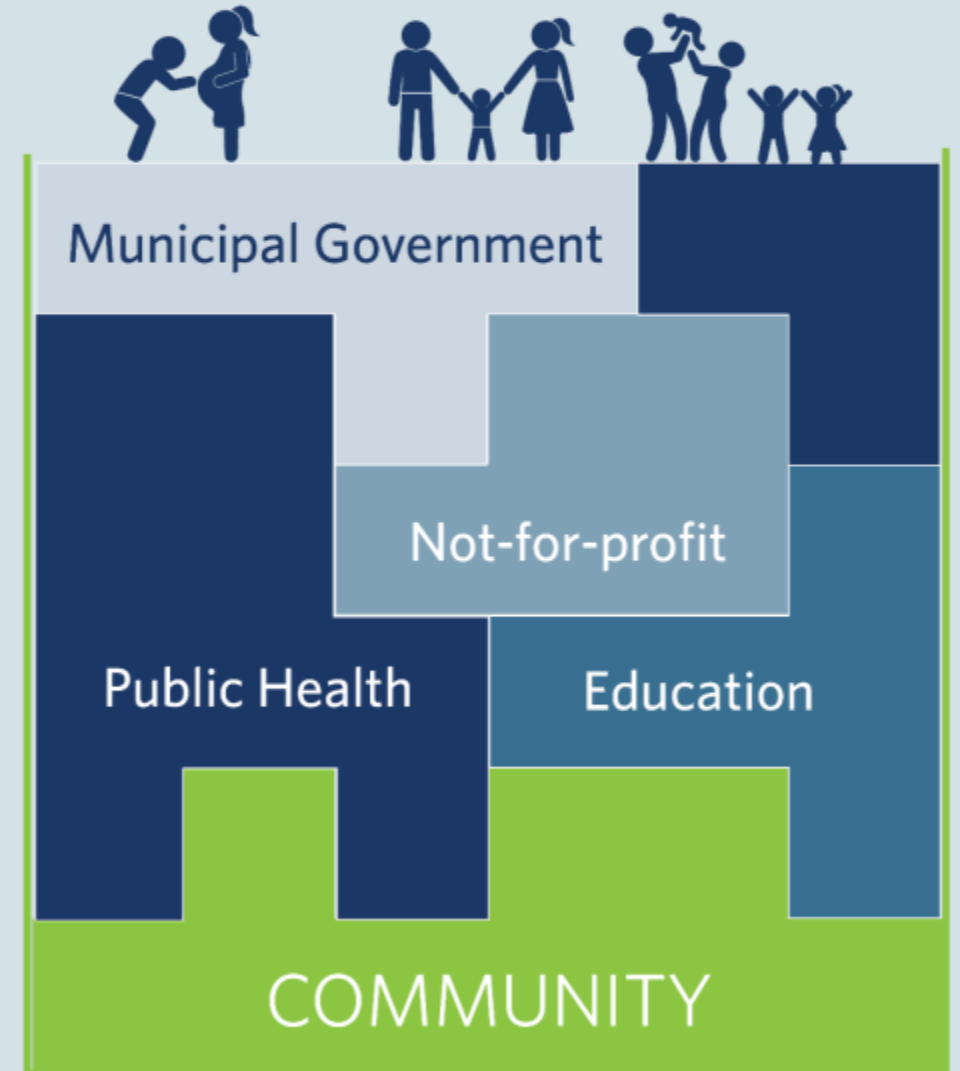 Municipal Government
Not-for-profit
Public Health
Education
COMMUNITY